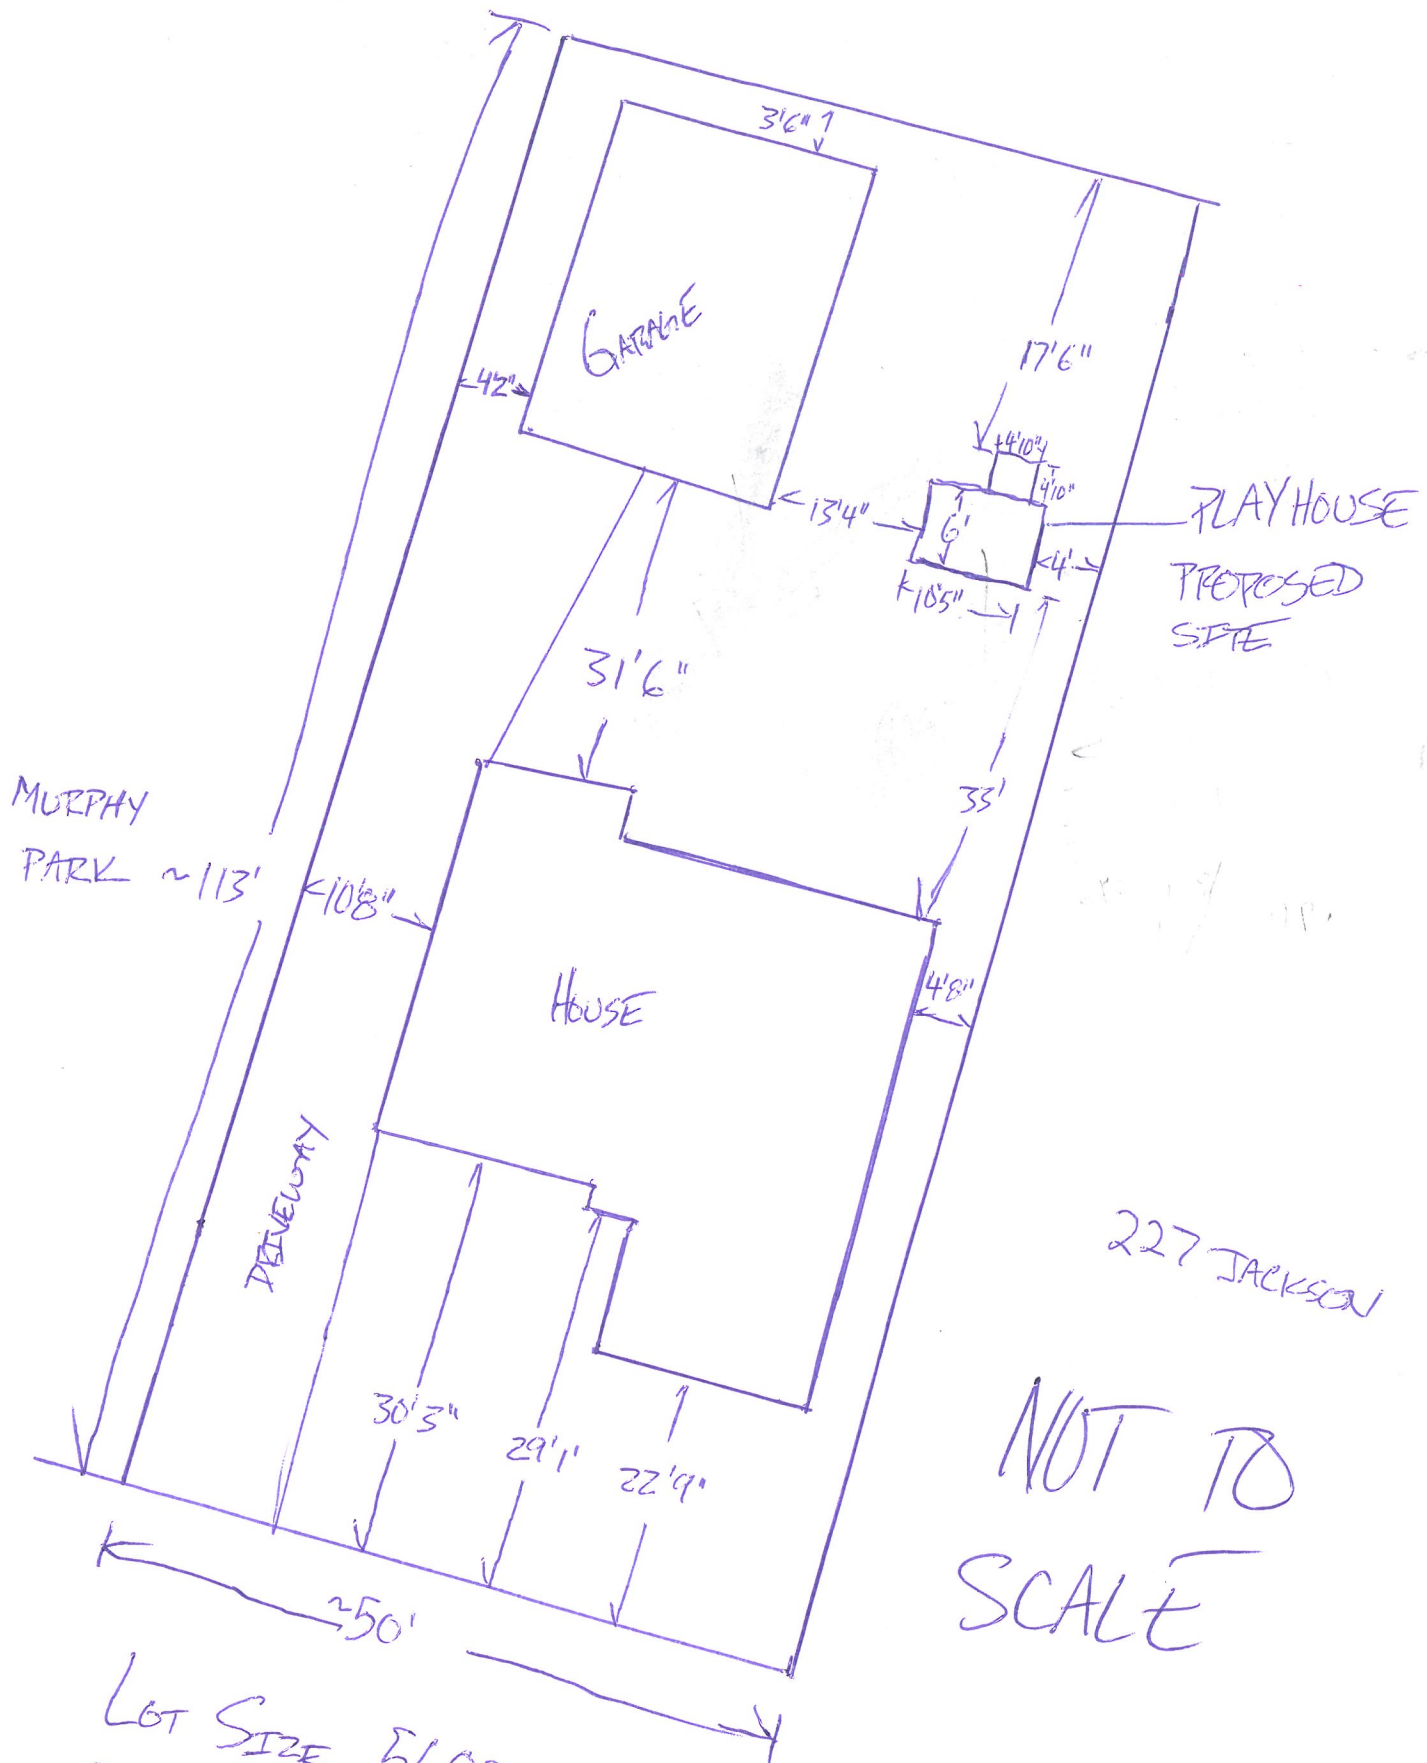 3'6"
GARAGE
42"
17'6"
4'10"
4'10"
13'4"
6'
4'
10'5"
PLAYHOUSE
PROPOSED
SITE
31'6"
33'
MURPHY
PARK ~113'
10'8"
HOUSE
4'8"
DRIVEWAY
227 JACKSON
30'3"
29'1"
22'9"
NOT TO
SCALE
~50'
LOT SIZE